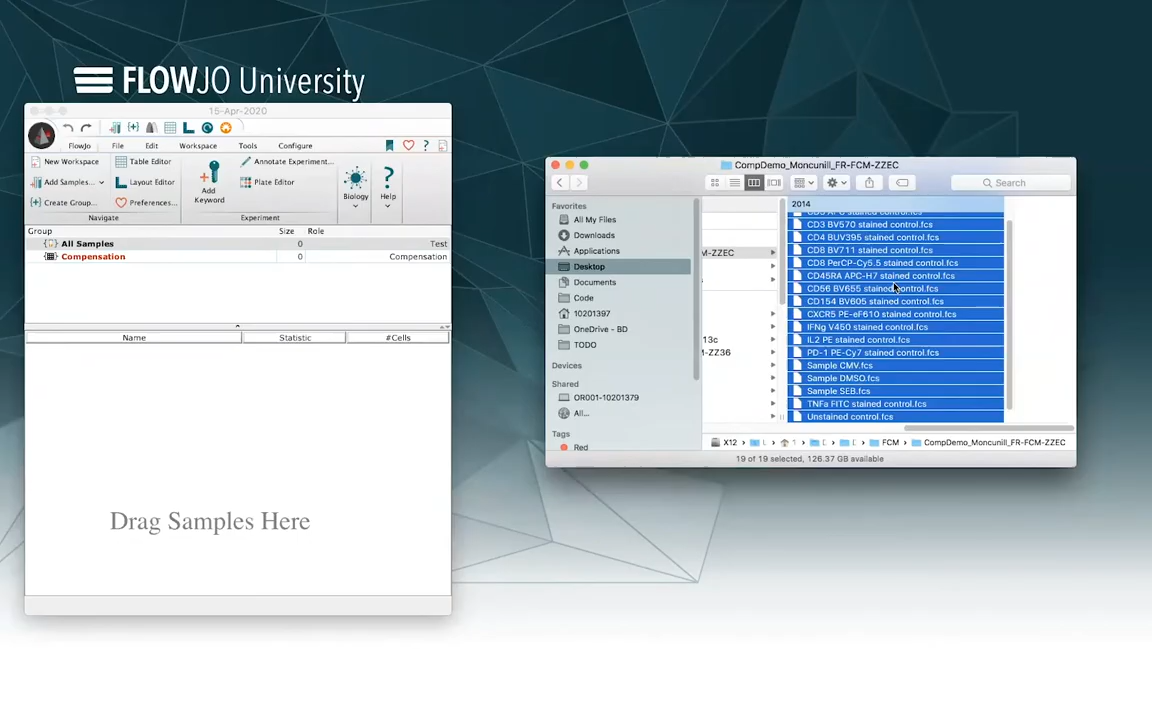 FLOWJO University
15-Apr-2020
FlowJo File Edit Workspace Tools Configure
New Workspace Table Editor Annotate Experiment...
Add Samples... Layout Editor Add Keyword Plate Editor Biology Help
Create Group... Preferences...
Navigate Experiment
Group Size Role
All Samples 0 Test
Compensation 0 Compensation
Name Statistic #Cells
Drag Samples Here
CompDemo_Moncunill_FR-FCM-ZZEC
Search
Favorites
All My Files
Downloads
Applications
Desktop
Documents
Code
10201397
OneDrive - BD
TODO
Devices
Shared
OR001-10201379
All...
Tags
Red
M-ZZEC
13c
M-ZZ36
2014
CD3 BV570 stained control.fcs
CD4 BUV395 stained control.fcs
CD8 BV711 stained control.fcs
CD8 PerCP-Cy5.5 stained control.fcs
CD45RA APC-H7 stained control.fcs
CD56 BV655 stained control.fcs
CD154 BV605 stained control.fcs
CXCR5 PE-eF610 stained control.fcs
IFNg V450 stained control.fcs
IL2 PE stained control.fcs
PD-1 PE-Cy7 stained control.fcs
Sample CMV.fcs
Sample DMSO.fcs
Sample SEB.fcs
TNFa FITC stained control.fcs
Unstained control.fcs
X12 › › › › › FCM › CompDemo_Moncunill_FR-FCM-ZZEC
19 of 19 selected, 126.37 GB available